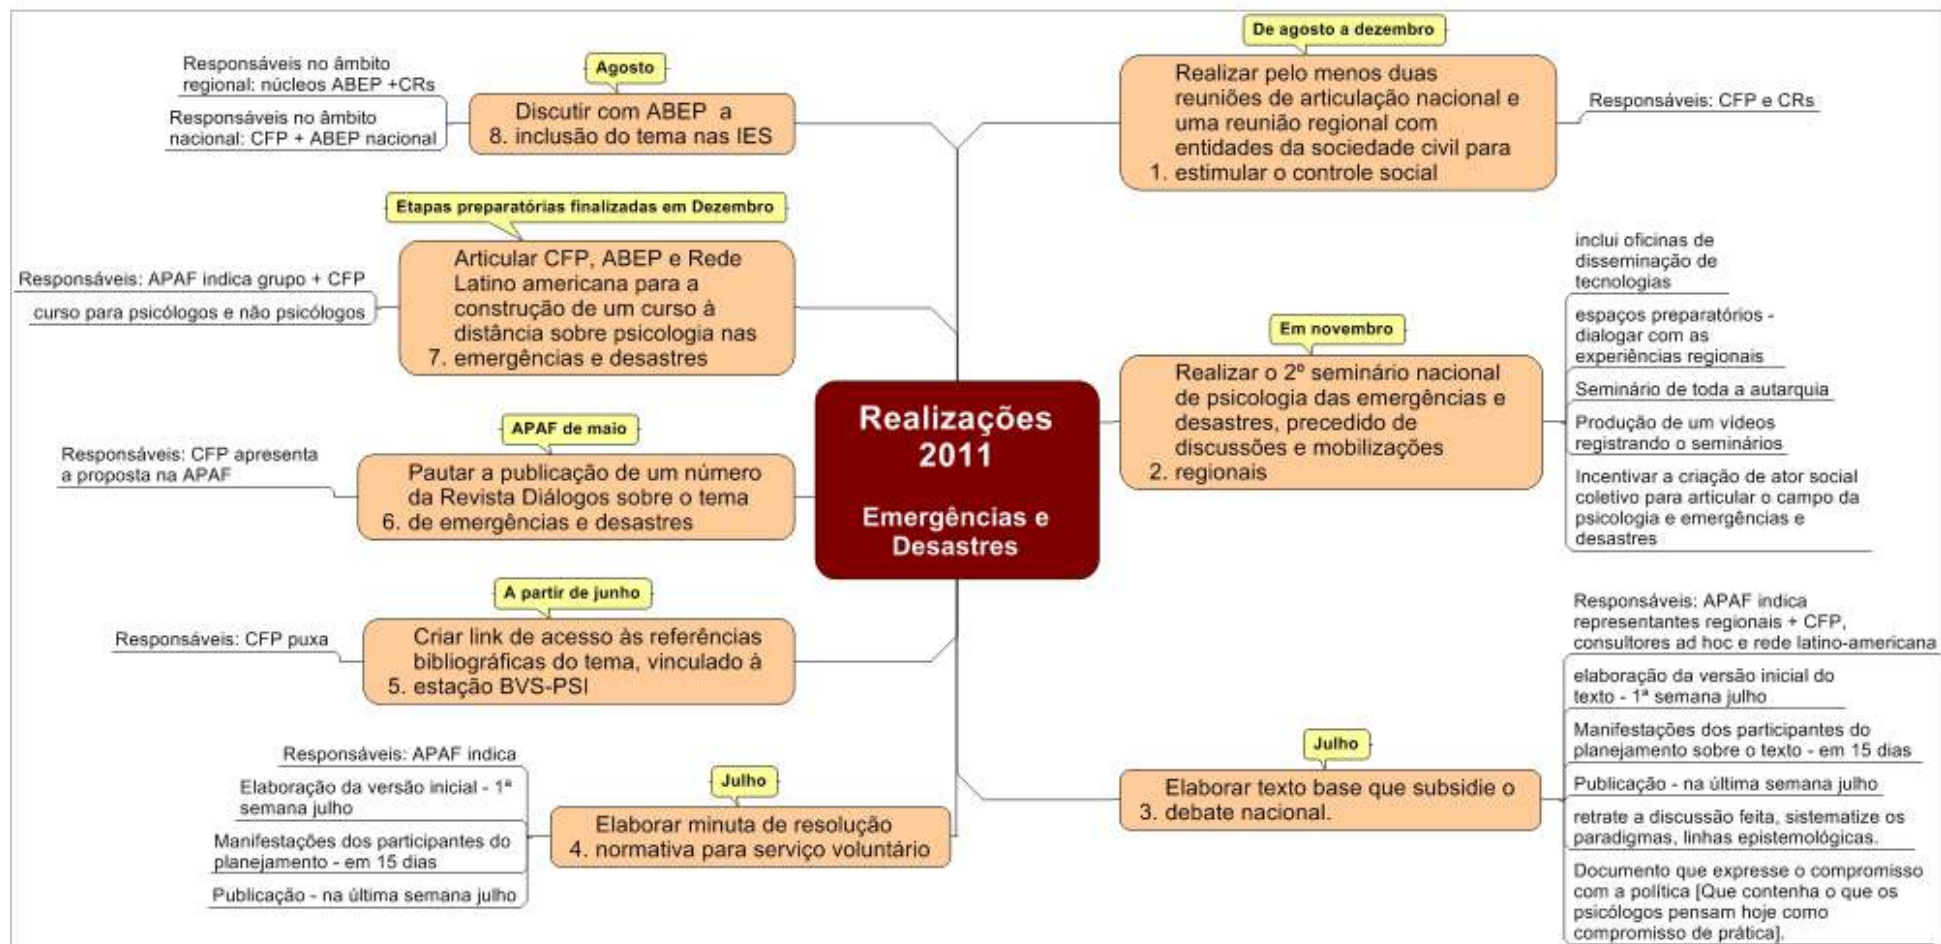 Realizações
2011
Emergências e
Desastres
De agosto a dezembro
Realizar pelo menos duas
reuniões de articulação nacional e
uma reunião regional com
entidades da sociedade civil para
1. estimular o controle social
Responsáveis: CFP e CRs
Em novembro
Realizar o 2º seminário nacional
de psicologia das emergências e
desastres, precedido de
discussões e mobilizações
2. regionais
inclui oficinas de
disseminação de
tecnologias
espaços preparatórios -
dialogar com as
experiências regionais
Seminário de toda a autarquia
Produção de um vídeos
registrando o seminários
Incentivar a criação de ator social
coletivo para articular o campo da
psicologia e emergências e
desastres
Julho
Elaborar texto base que subsidie o
3. debate nacional.
Responsáveis: APAF indica
representantes regionais + CFP,
consultores ad hoc e rede latino-americana
elaboração da versão inicial do
texto - 1ª semana julho
Manifestações dos participantes do
planejamento sobre o texto - em 15 dias
Publicação - na última semana julho
retrate a discussão feita, sistematize os
paradigmas, linhas epistemológicas.
Documento que expresse o compromisso
com a política [Que contenha o que os
psicólogos pensam hoje como
compromisso de prática].
Julho
Elaborar minuta de resolução
4. normativa para serviço voluntário
Responsáveis: APAF indica
Elaboração da versão inicial - 1ª
semana julho
Manifestações dos participantes do
planejamento - em 15 dias
Publicação - na última semana julho
A partir de junho
Criar link de acesso às referências
bibliográficas do tema, vinculado à
5. estação BVS-PSI
Responsáveis: CFP puxa
APAF de maio
Pautar a publicação de um número
da Revista Diálogos sobre o tema
6. de emergências e desastres
Responsáveis: CFP apresenta
a proposta na APAF
Etapas preparatórias finalizadas em Dezembro
Articular CFP, ABEP e Rede
Latino americana para a
construção de um curso à
distância sobre psicologia nas
7. emergências e desastres
Responsáveis: APAF indica grupo + CFP
curso para psicólogos e não psicólogos
Agosto
Discutir com ABEP a
8. inclusão do tema nas IES
Responsáveis no âmbito
regional: núcleos ABEP +CRs
Responsáveis no âmbito
nacional: CFP + ABEP nacional